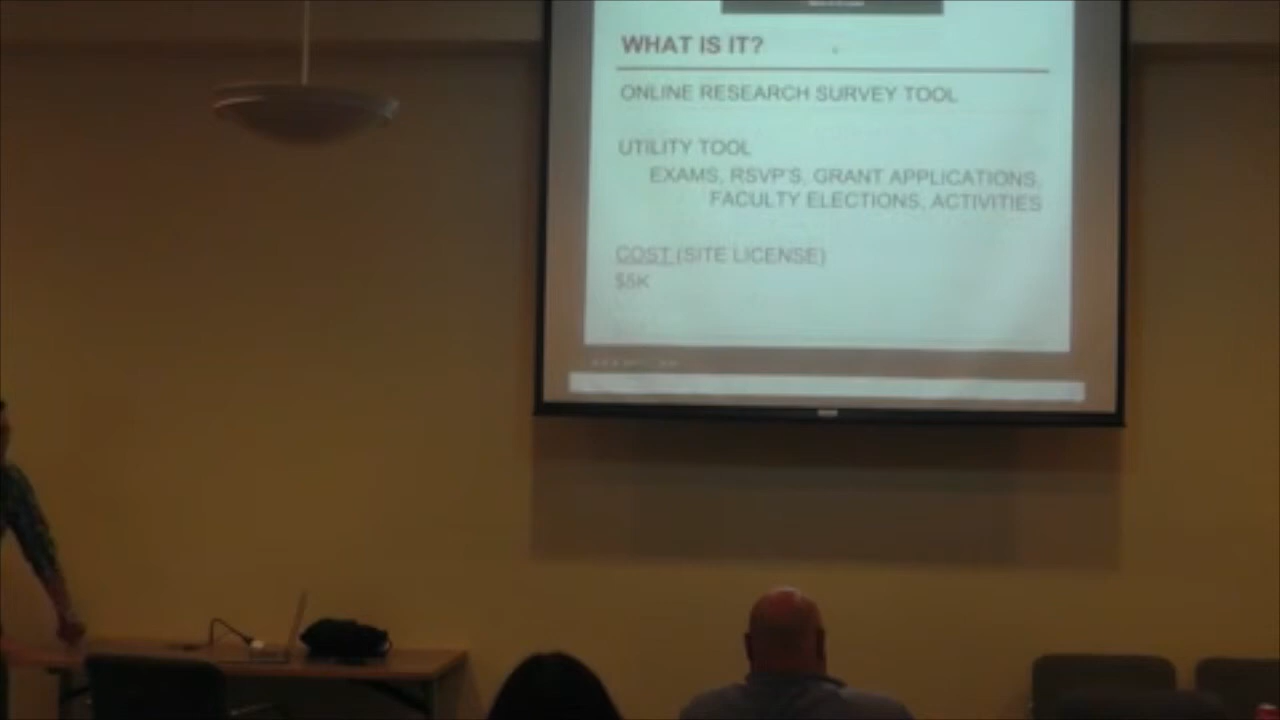 WHAT IS IT?
ONLINE RESEARCH SURVEY TOOL
UTILITY TOOL
EXAMS, RSVP'S, GRANT APPLICATIONS,
FACULTY ELECTIONS, ACTIVITIES
COST (SITE LICENSE)
$5K